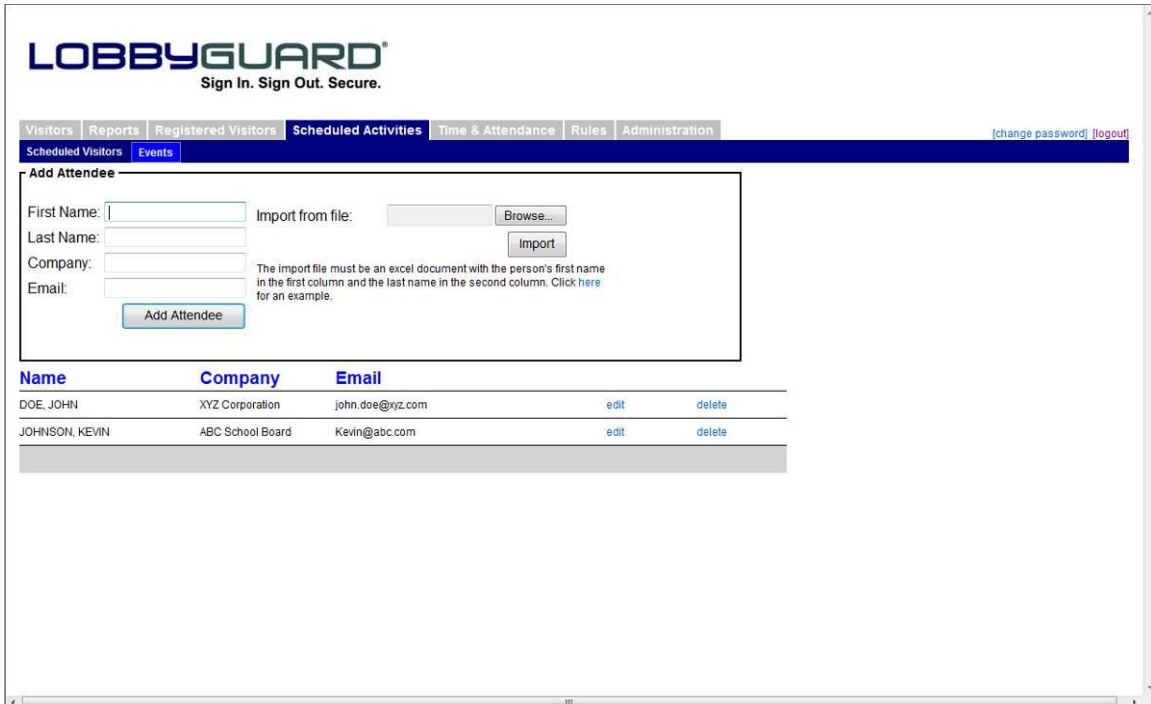 LOBBYGUARD®
Sign In. Sign Out. Secure.
Visitors Reports Registered Visitors Scheduled Activities Time & Attendance Rules Administration [change password] [logout]
Scheduled Visitors Events
Add Attendee
First Name: Import from file: Browse...
Last Name: Import
Company: The import file must be an excel document with the person's first name
in the first column and the last name in the second column. Click here
Email: for an example.
Add Attendee
Name Company Email
DOE, JOHN XYZ Corporation john.doe@xyz.com edit delete
JOHNSON, KEVIN ABC School Board Kevin@abc.com edit delete